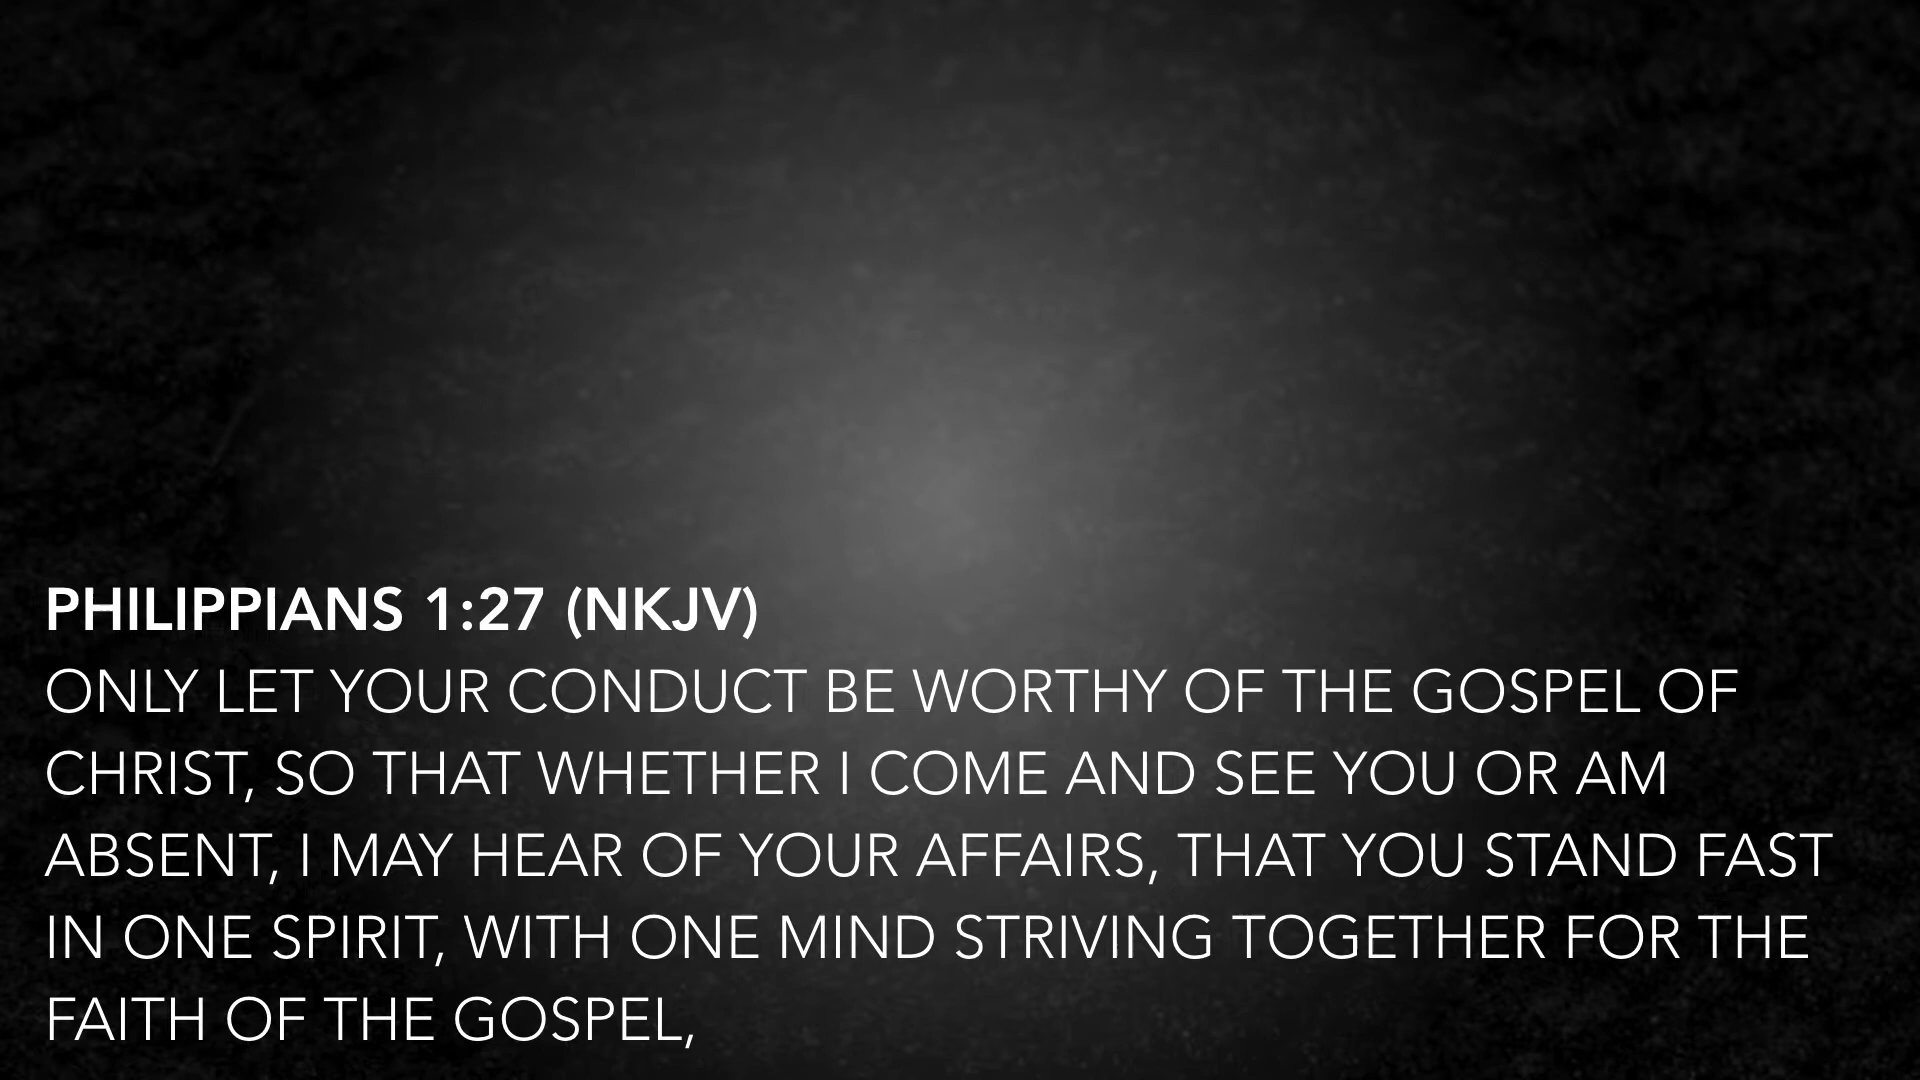 PHILIPPIANS 1:27 (NKJV)
ONLY LET YOUR CONDUCT BE WORTHY OF THE GOSPEL OF
CHRIST, SO THAT WHETHER I COME AND SEE YOU OR AM
ABSENT, I MAY HEAR OF YOUR AFFAIRS, THAT YOU STAND FAST
IN ONE SPIRIT, WITH ONE MIND STRIVING TOGETHER FOR THE
FAITH OF THE GOSPEL,